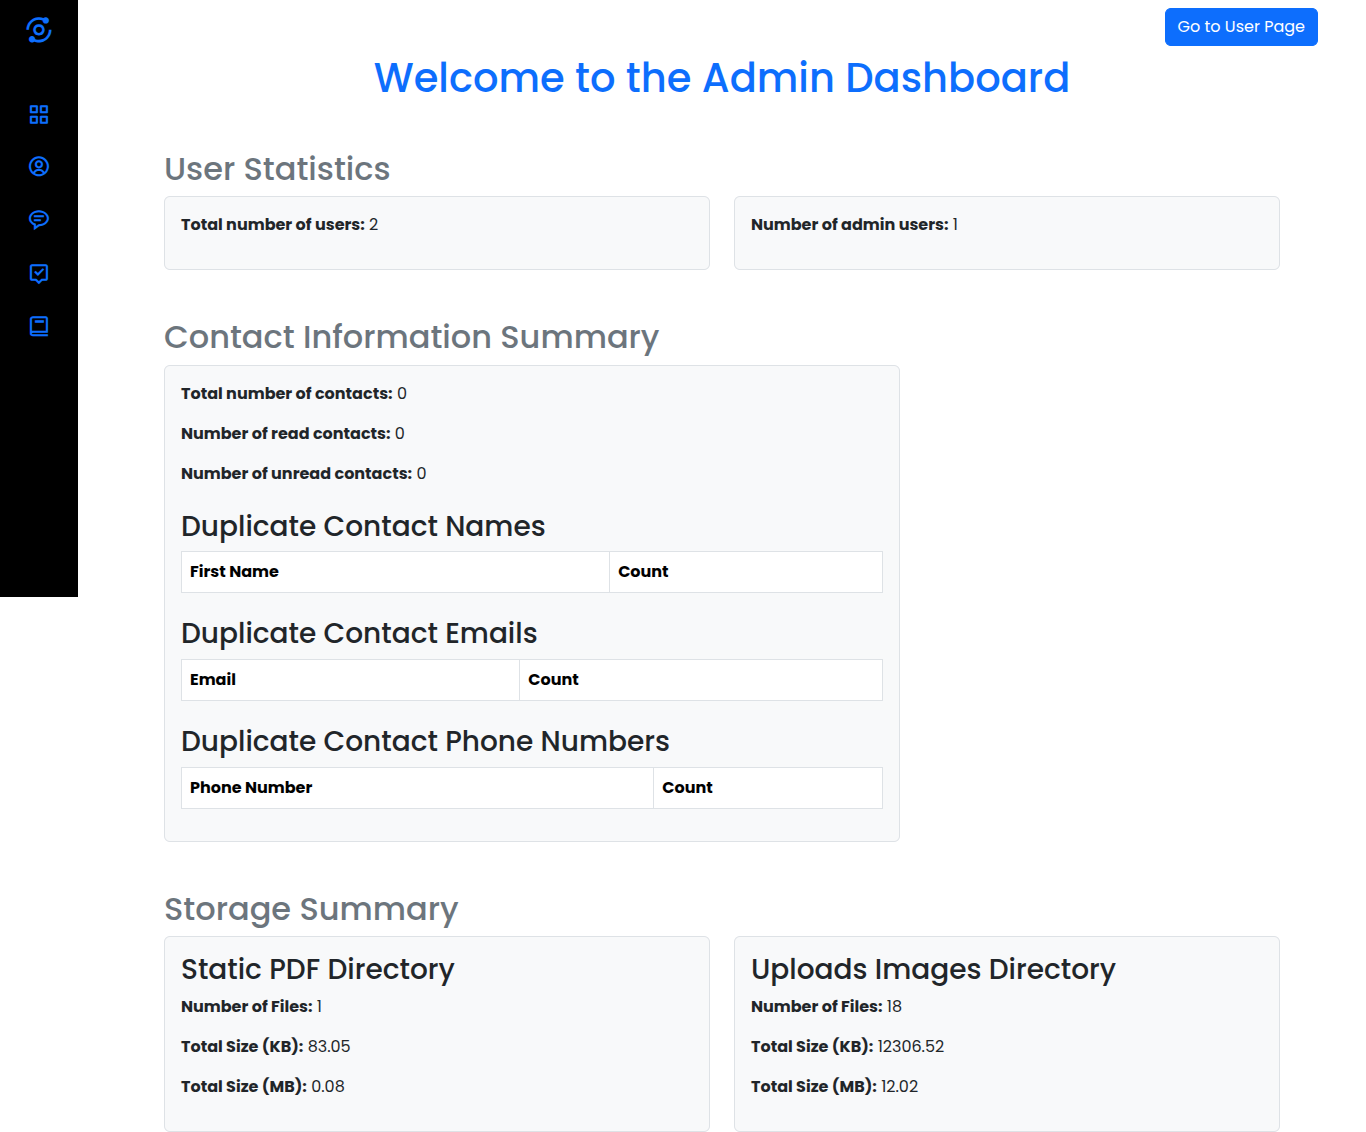 Go to User Page
Welcome to the Admin Dashboard
User Statistics
Total number of users: 2
Number of admin users: 1
Contact Information Summary
Total number of contacts: 0
Number of read contacts: 0
Number of unread contacts: 0
Duplicate Contact Names
First Name Count
Duplicate Contact Emails
Email Count
Duplicate Contact Phone Numbers
Phone Number Count
Storage Summary
Static PDF Directory
Number of Files: 1
Total Size (KB): 83.05
Total Size (MB): 0.08
Uploads Images Directory
Number of Files: 18
Total Size (KB): 12306.52
Total Size (MB): 12.02